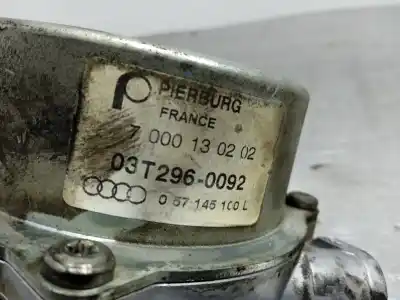 PIERBURG
FRANCE
7 000 13 02 02
03T296-0092
0 57 145 100 L